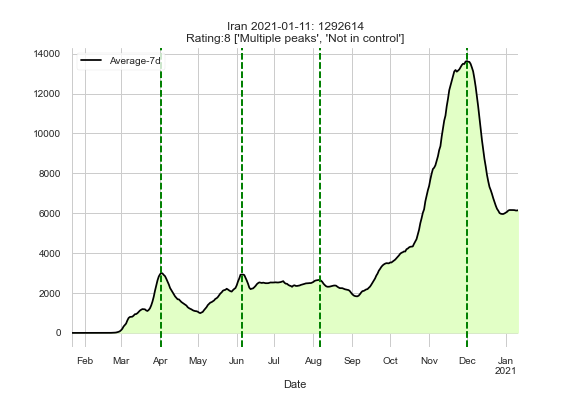 Iran 2021-01-11: 1292614
Rating:8 ['Multiple peaks', 'Not in control']
Average-7d
14000
12000
10000
8000
6000
4000
2000
0
Feb Mar Apr May Jun Jul Aug Sep Oct Nov Dec Jan
2021
Date